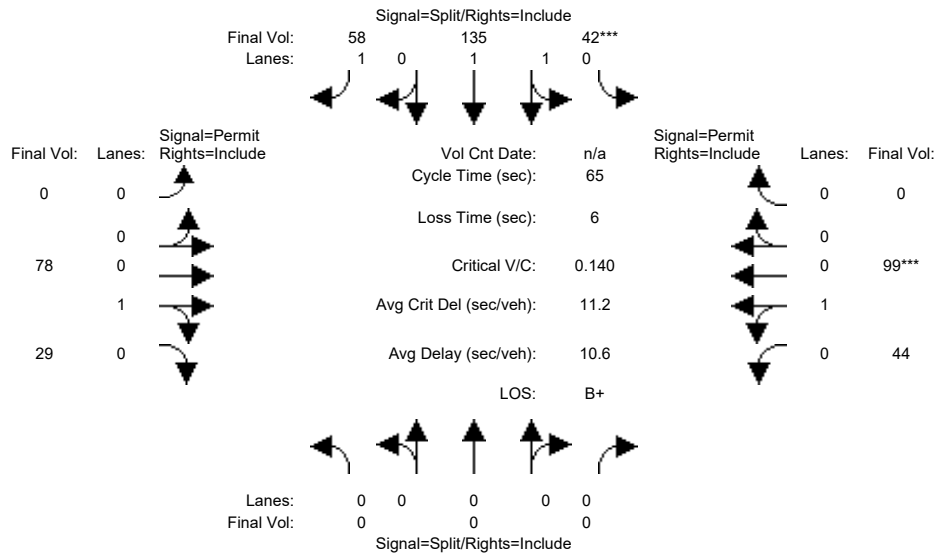 Signal=Split/Rights=Include
Final Vol: 58 135 42***
Lanes: 1 0 1 1 0
Signal=Permit Signal=Permit
Final Vol: Lanes: Rights=Include Vol Cnt Date: n/a Rights=Include Lanes: Final Vol:
Cycle Time (sec): 65
0 0 0 0
Loss Time (sec): 6
0 0
78 0 Critical V/C: 0.140 0 99***
1 Avg Crit Del (sec/veh): 11.2 1
29 0 Avg Delay (sec/veh): 10.6 0 44
LOS: B+
Lanes: 0 0 0 0 0
Final Vol: 0 0 0
Signal=Split/Rights=Include